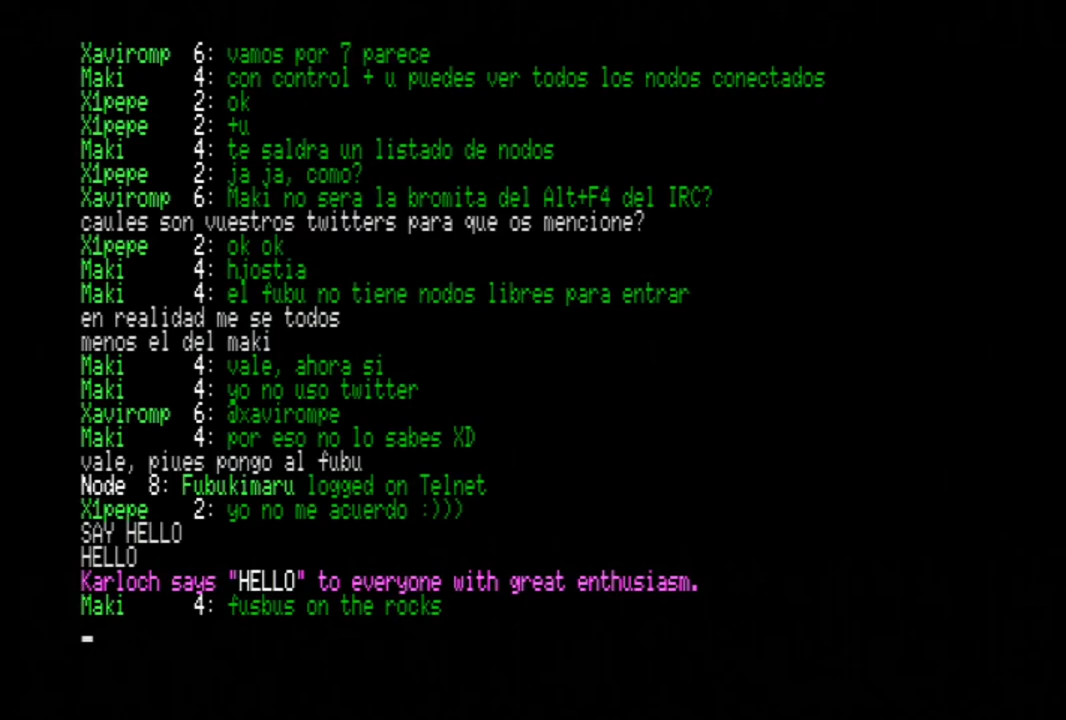 Xaviromp 6: vamos por 7 parece
Maki 4: con control + u puedes ver todos los nodos conectados
X1pepe 2: ok
X1pepe 2: +u
Maki 4: te saldra un listado de nodos
X1pepe 2: ja ja, como?
Xaviromp 6: Maki no sera la bromita del Alt+F4 del IRC?
caules son vuestros twitters para que os mencione?
X1pepe 2: ok ok
Maki 4: hjostia
Maki 4: el fubu no tiene nodos libres para entrar
en realidad me se todos
menos el del maki
Maki 4: vale, ahora si
Maki 4: yo no uso twitter
Xaviromp 6: @xavirompe
Maki 4: por eso no lo sabes XD
vale, piues pongo al fubu
Node 8: Fubukimaru logged on Telnet
X1pepe 2: yo no me acuerdo :)))
SAY HELLO
HELLO
Karloch says "HELLO" to everyone with great enthusiasm.
Maki 4: fusbus on the rocks